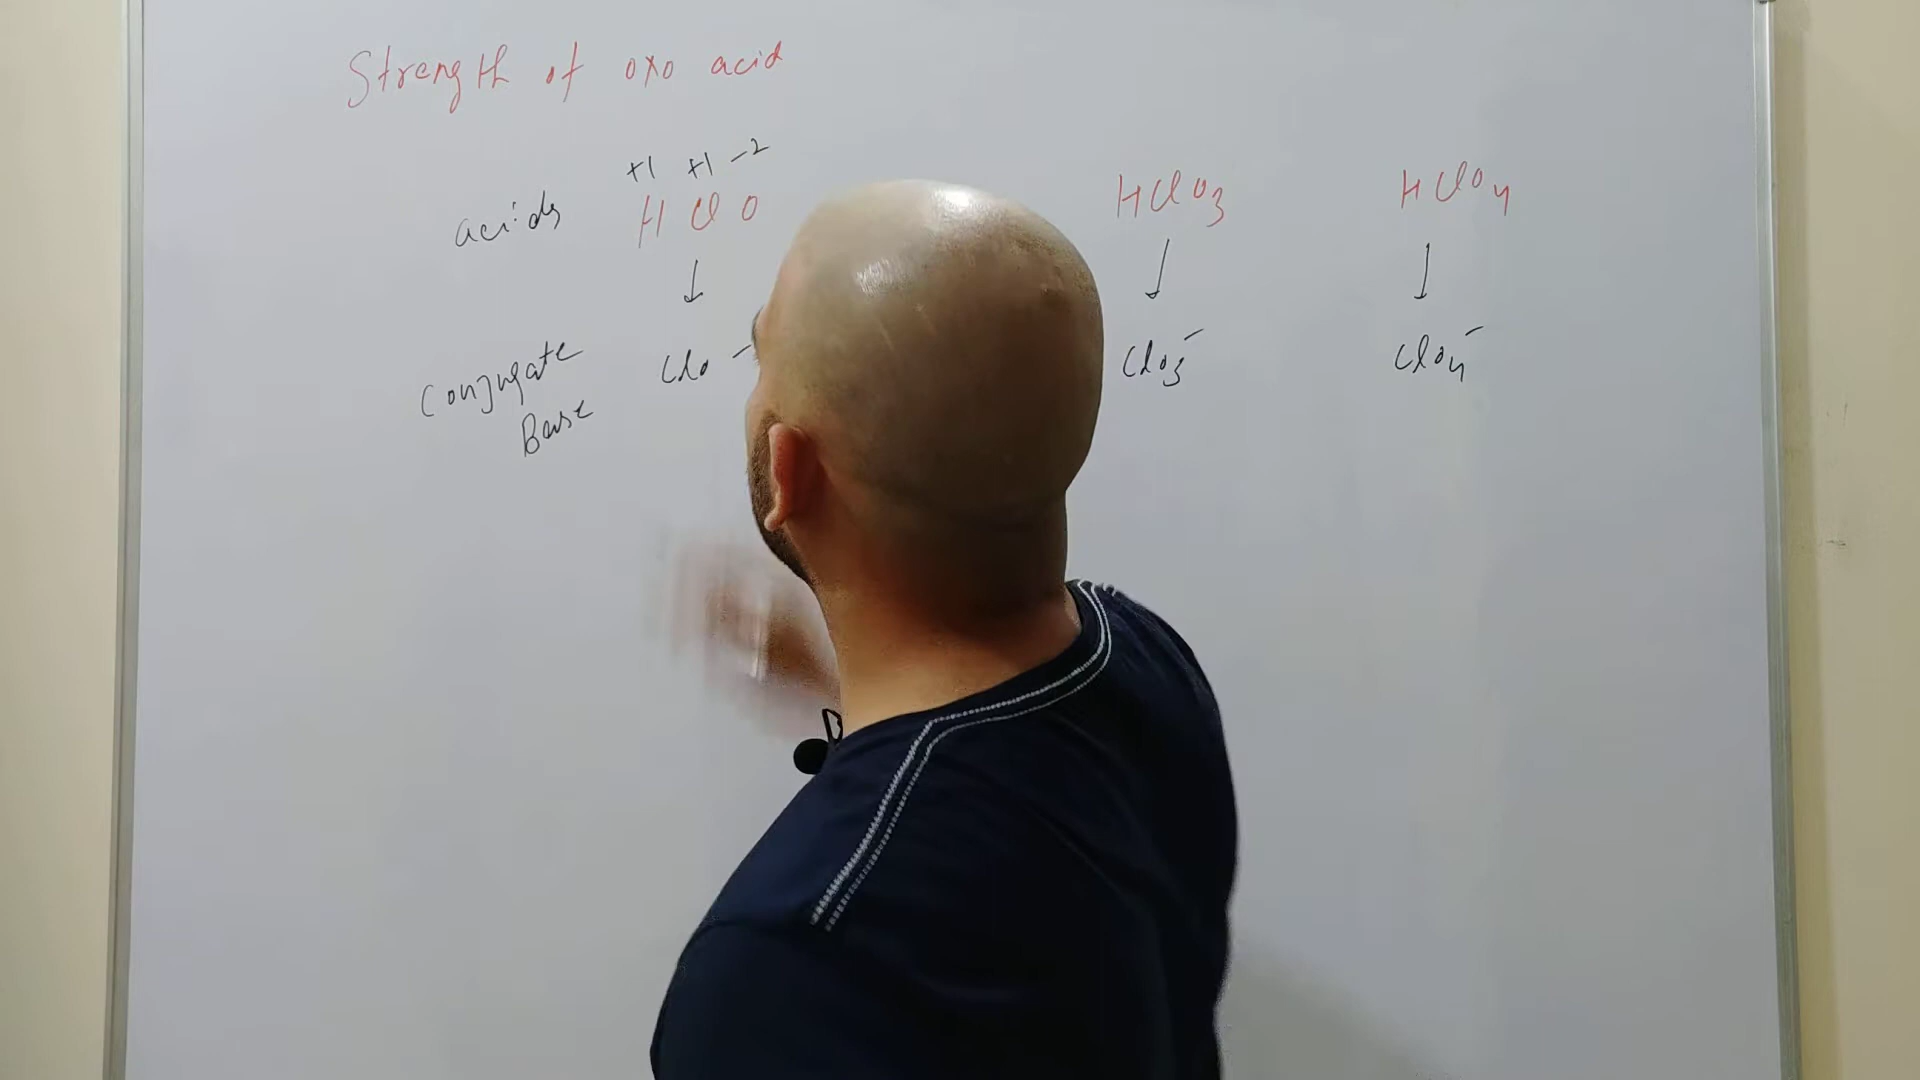 Strength of oxo acid
+1 +1 -2
acids H Cl O HClO3 HClO4
↓ ↓ ↓
Conjugate ClO - ClO3 - ClO4 -
Base